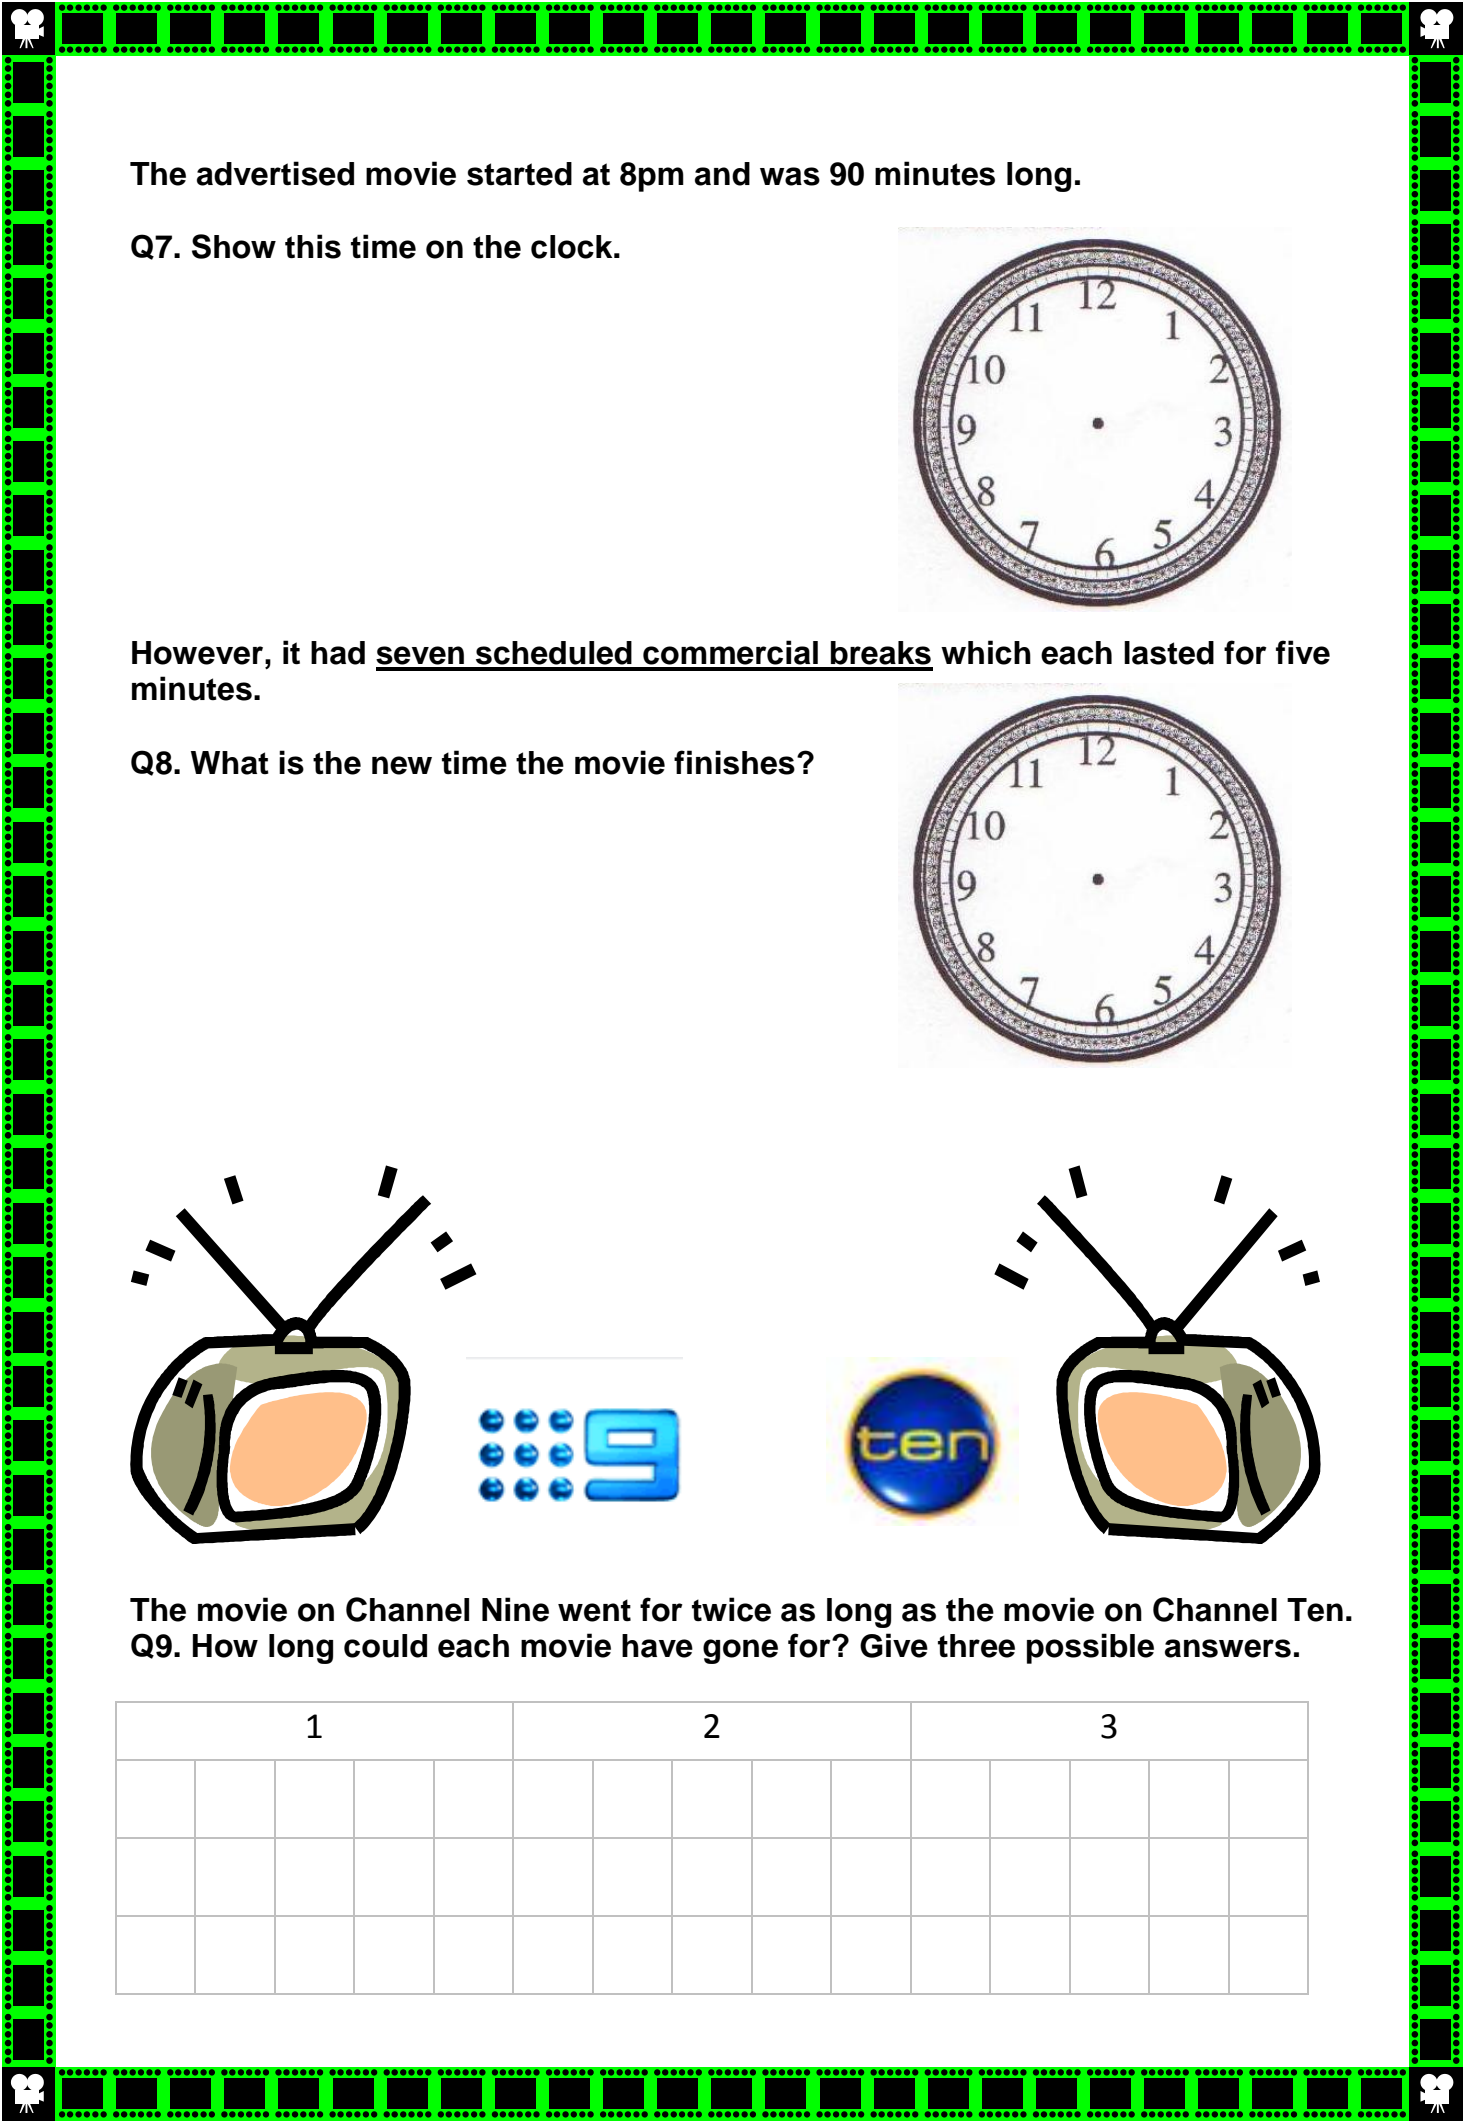 The advertised movie started at 8pm and was 90 minutes long.
Q7. Show this time on the clock.
12
11
1
10
2
9
3
8
4
7
5
6
However, it had seven scheduled commercial breaks which each lasted for five
minutes.
Q8. What is the new time the movie finishes?
12
11
1
10
2
9
3
8
4
7
5
6
9
ten
The movie on Channel Nine went for twice as long as the movie on Channel Ten.
Q9. How long could each movie have gone for? Give three possible answers.
1 2 3